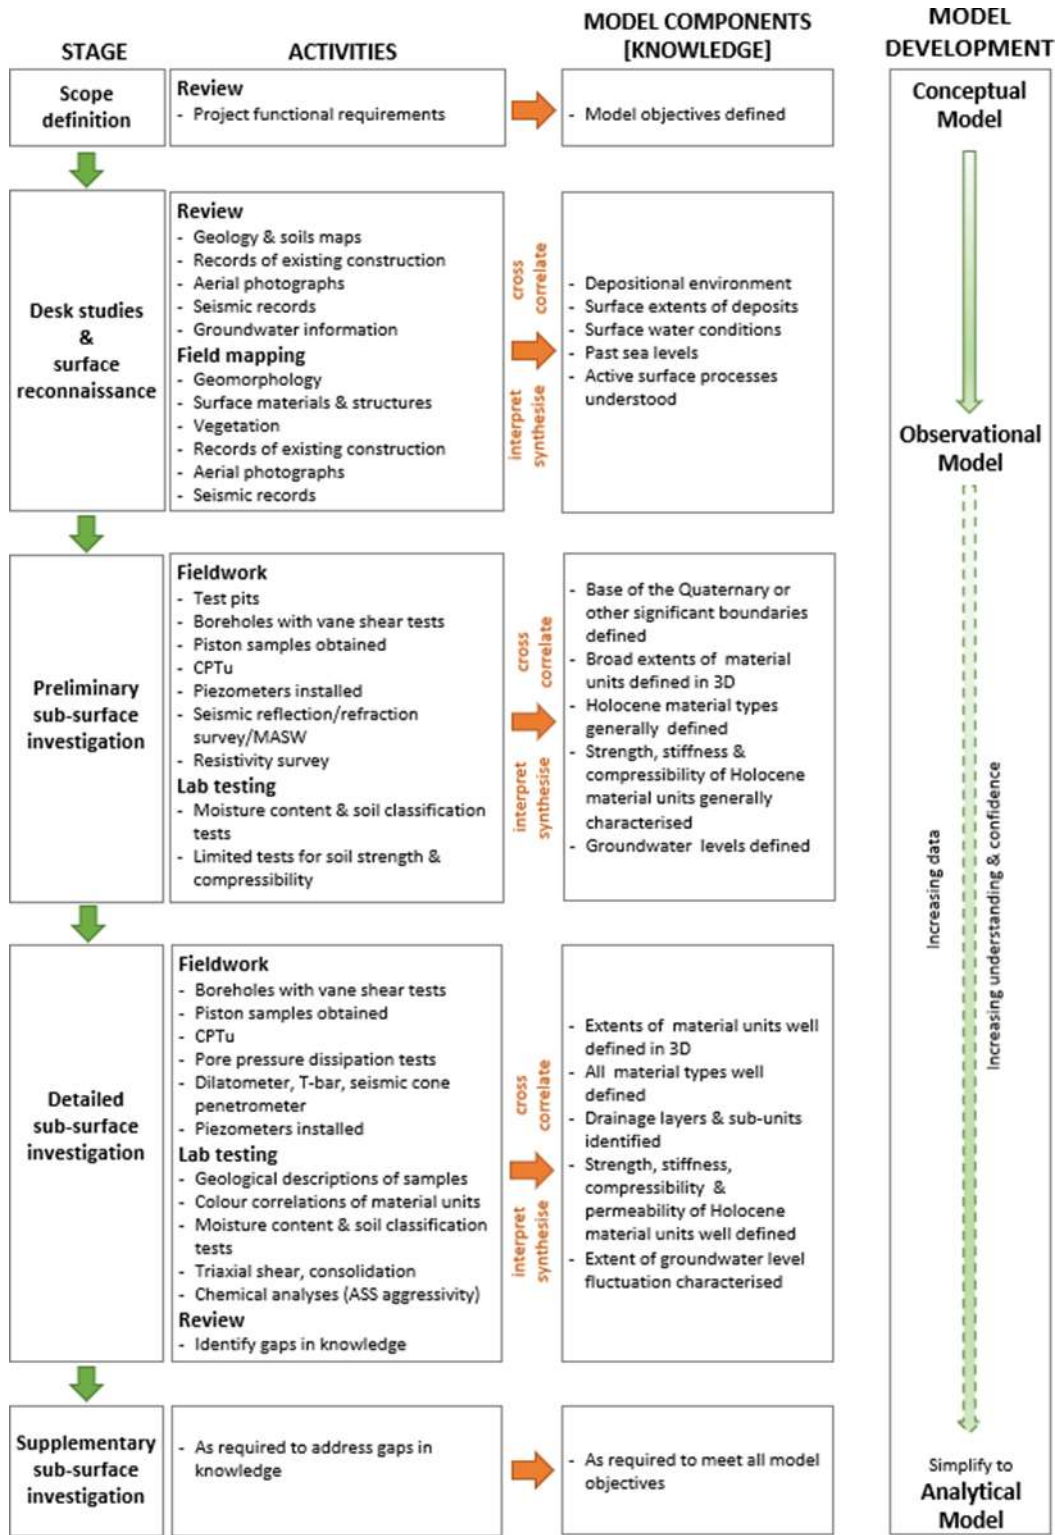 STAGE
ACTIVITIES
MODEL COMPONENTS
[KNOWLEDGE]
MODEL
DEVELOPMENT
Scope
definition
Review
- Project functional requirements
- Model objectives defined
Desk studies
&
surface
reconnaissance
Review
- Geology & soils maps
- Records of existing construction
- Aerial photographs
- Seismic records
- Groundwater information
Field mapping
- Geomorphology
- Surface materials & structures
- Vegetation
- Records of existing construction
- Aerial photographs
- Seismic records
cross
correlate
interpret
synthesise
- Depositional environment
- Surface extents of deposits
- Surface water conditions
- Past sea levels
- Active surface processes
understood
Preliminary
sub-surface
investigation
Fieldwork
- Test pits
- Boreholes with vane shear tests
- Piston samples obtained
- CPTu
- Piezometers installed
- Seismic reflection/refraction
survey/MASW
- Resistivity survey
Lab testing
- Moisture content & soil classification
tests
- Limited tests for soil strength &
compressibility
cross
correlate
interpret
synthesise
- Base of the Quaternary or
other significant boundaries
defined
- Broad extents of material
units defined in 3D
- Holocene material types
generally defined
- Strength, stiffness &
compressibility of Holocene
material units generally
characterised
- Groundwater levels defined
Detailed
sub-surface
investigation
Fieldwork
- Boreholes with vane shear tests
- Piston samples obtained
- CPTu
- Pore pressure dissipation tests
- Dilatometer, T-bar, seismic cone
penetrometer
- Piezometers installed
Lab testing
- Geological descriptions of samples
- Colour correlations of material units
- Moisture content & soil classification
tests
- Triaxial shear, consolidation
- Chemical analyses (ASS aggressivity)
Review
- Identify gaps in knowledge
cross
correlate
interpret
synthesise
- Extents of material units well
defined in 3D
- All material types well
defined
- Drainage layers & sub-units
identified
- Strength, stiffness,
compressibility &
permeability of Holocene
material units well defined
- Extent of groundwater level
fluctuation characterised
Supplementary
sub-surface
investigation
- As required to address gaps in
knowledge
- As required to meet all model
objectives
Conceptual
Model
Observational
Model
Increasing data
Increasing understanding & confidence
Simplify to
Analytical
Model